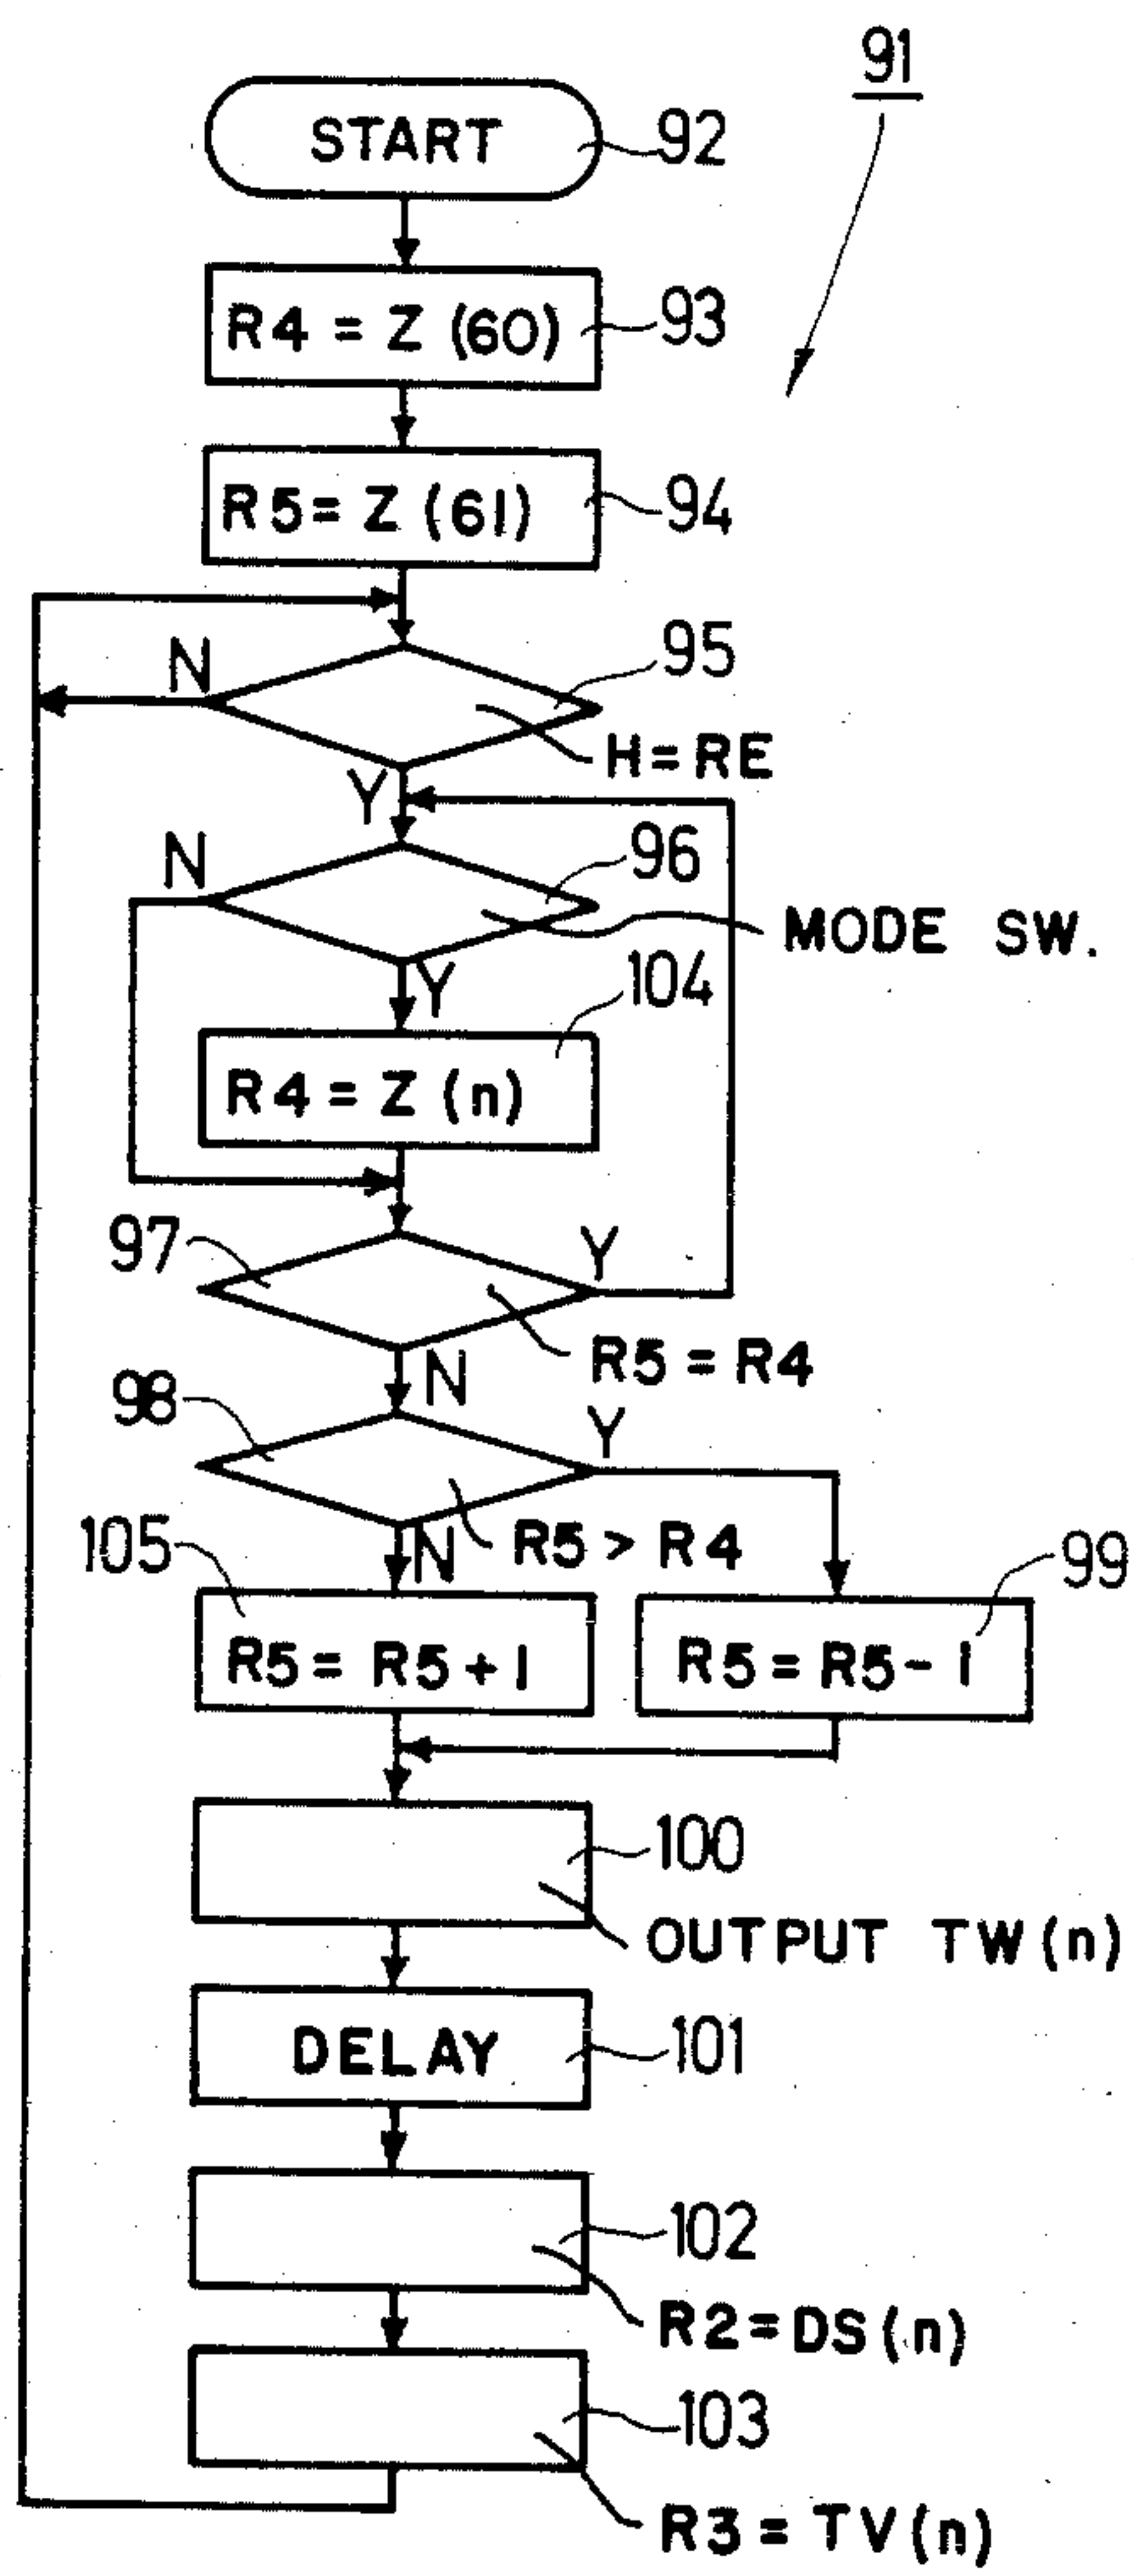 91
START
92
R4 = Z (60)
93
R5 = Z (61)
94
N
95
H = RE
Y
N
96
MODE SW.
Y
104
R4 = Z (n)
97
Y
R5 = R4
N
98
Y
R5 > R4
N
105
99
R5 = R5 + 1
R5 = R5 - 1
100
OUTPUT TW (n)
DELAY
101
102
R2 = DS (n)
103
R3 = TV (n)